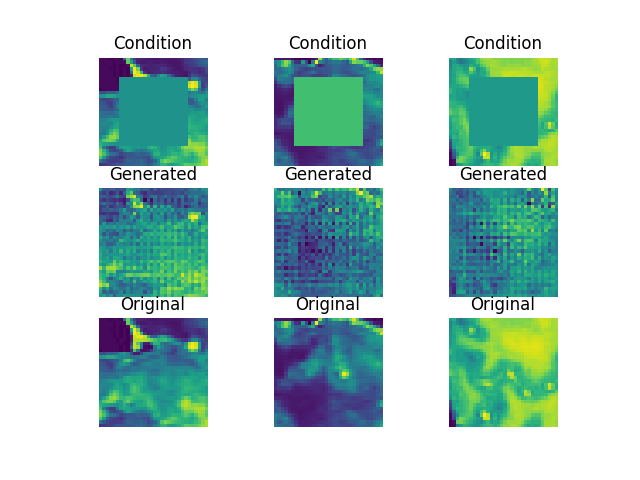 Condition Condition Condition
Generated Generated Generated
Original Original Original